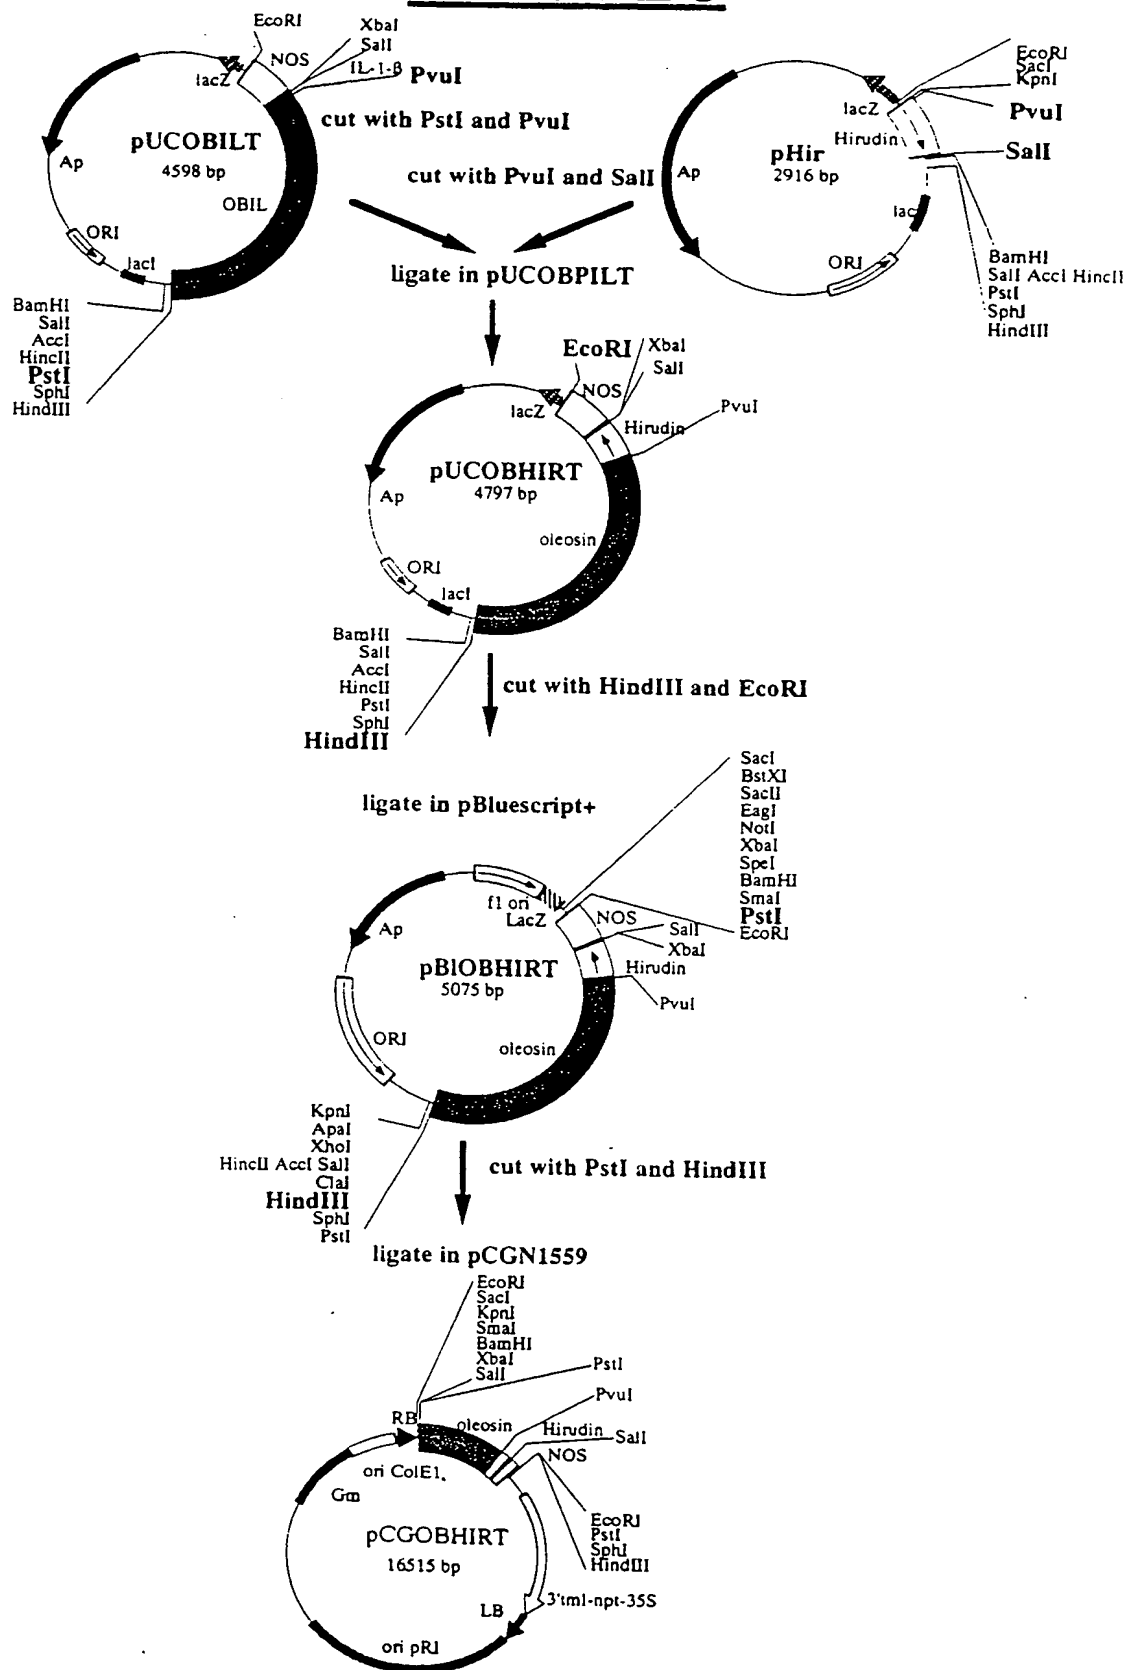 EcoRI
XbaI
SalI
IL-1-β
PvuI
NOS
lacZ
pUCOBILT
4598 bp
Ap
OBIL
ORI
lacI
BamHI
SalI
AccI
HincII
PstI
SphI
HindIII
cut with PstI and PvuI
EcoRI
SacI
KpnI
PvuI
SalI
lacZ
Hirudin
pHir
2916 bp
Ap
lac
ORI
BamHI
SalI AccI HincII
PstI
SphI
HindIII
cut with PvuI and SalI
ligate in pUCOBPILT
EcoRI
XbaI
SalI
NOS
lacZ
Hirudin
PvuI
pUCOBHIRT
4797 bp
Ap
oleosin
ORI
lacI
BamHI
SalI
AccI
HincII
PstI
SphI
HindIII
cut with HindIII and EcoRI
ligate in pBluescript+
SacI
BstXI
SacII
EagI
NotI
XbaI
SpeI
BamHI
SmaI
PstI
EcoRI
f1 ori
LacZ
NOS
SalI
XbaI
Ap
pBIOBHIRT
5075 bp
Hirudin
PvuI
ORI
oleosin
KpnI
ApaI
XhoI
HincII AccI SalI
ClaI
HindIII
SphI
PstI
cut with PstI and HindIII
ligate in pCGN1559
EcoRI
SacI
KpnI
SmaI
BamHI
XbaI
SalI
PstI
PvuI
RB
oleosin
Hirudin
SalI
NOS
ori ColE1
Gm
pCGOBHIRT
16515 bp
EcoRI
PstI
SphI
HindIII
3'tml-npt-35S
LB
ori pRI